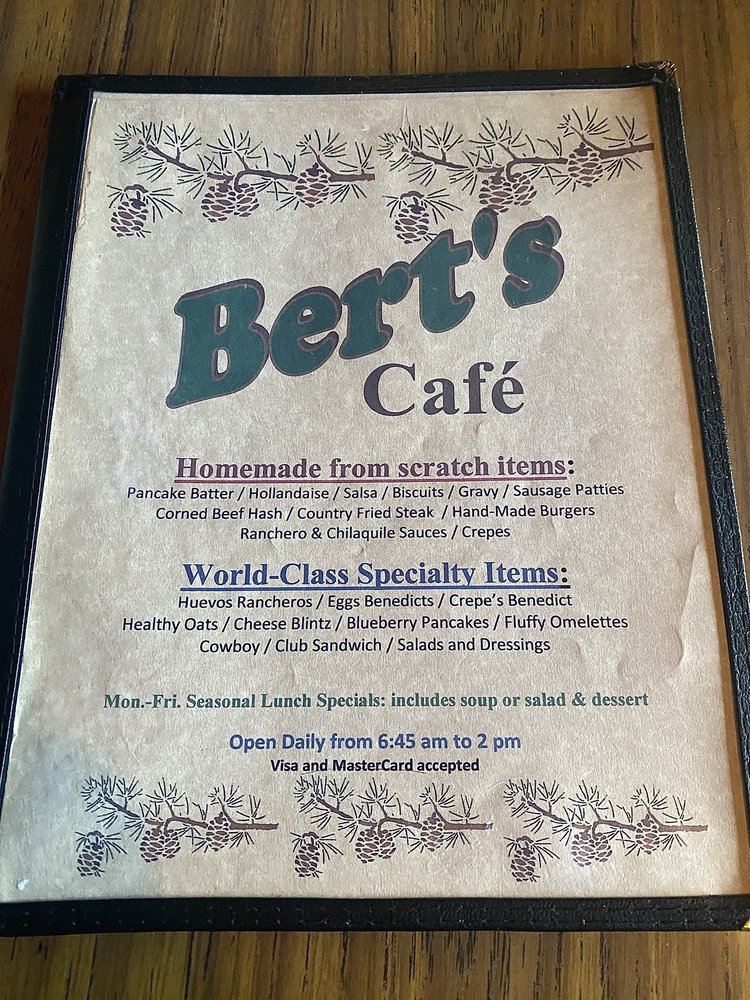 Bert's
Café
Homemade from scratch items:
Pancake Batter / Hollandaise / Salsa / Biscuits / Gravy / Sausage Patties
Corned Beef Hash / Country Fried Steak / Hand-Made Burgers
Ranchero & Chilaquile Sauces / Crepes
World-Class Specialty Items:
Huevos Rancheros / Eggs Benedicts / Crepe's Benedict
Healthy Oats / Cheese Blintz / Blueberry Pancakes / Fluffy Omelettes
Cowboy / Club Sandwich / Salads and Dressings
Mon.-Fri. Seasonal Lunch Specials: includes soup or salad & dessert
Open Daily from 6:45 am to 2 pm
Visa and MasterCard accepted